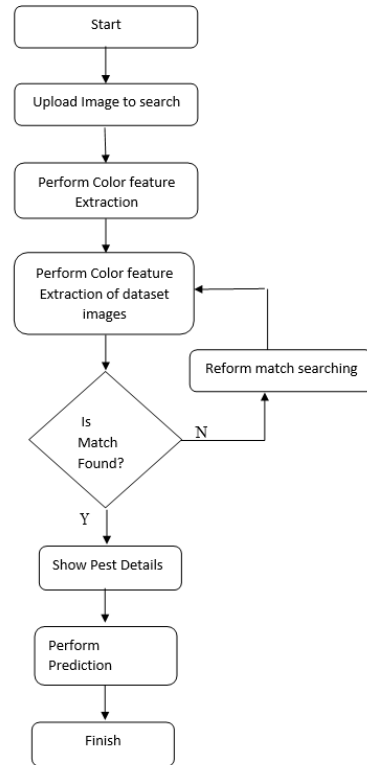 Start
Upload Image to search
Perform Color feature
Extraction
Perform Color feature
Extraction of dataset
images
Reform match searching
Is
Match
Found?
N
Y
Show Pest Details
Perform
Prediction
Finish